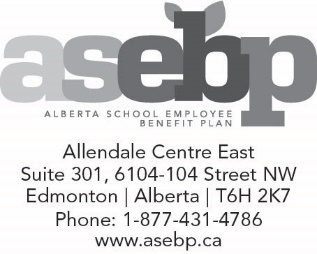 asebp
ALBERTA SCHOOL EMPLOYEE
BENEFIT PLAN
Allendale Centre East
Suite 301, 6104-104 Street NW
Edmonton | Alberta | T6H 2K7
Phone: 1-877-431-4786
www.asebp.ca